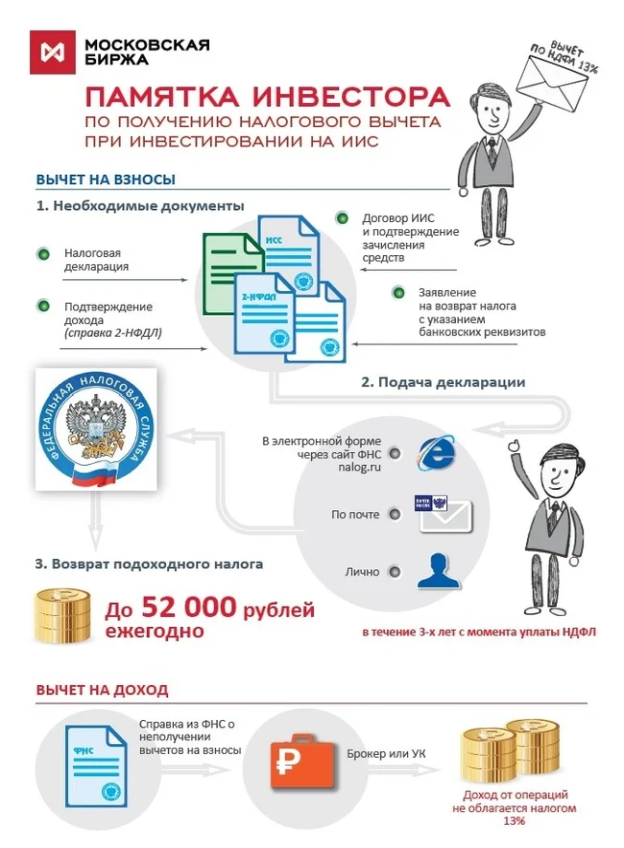 МОСКОВСКАЯ
БИРЖА
ВЫЧЕТ
ПО НДФЛ 13%
ПАМЯТКА ИНВЕСТОРА
ПО ПОЛУЧЕНИЮ НАЛОГОВОГО ВЫЧЕТА
ПРИ ИНВЕСТИРОВАНИИ НА ИИС
ВЫЧЕТ НА ВЗНОСЫ
1. Необходимые документы
Налоговая
декларация
Подтверждение
дохода
(справка 2-НФДЛ)
ИСС
2-НФДЛ
Договор ИИС
и подтверждение
зачисления
средств
Заявление
на возврат налога
с указанием
банковских реквизитов
ФЕДЕРАЛЬНАЯ НАЛОГОВАЯ СЛУЖБА
2. Подача декларации
В электронной форме
через сайт ФНС
nalog.ru
По почте
ПОЧТА
РОССИИ
Лично
3. Возврат подоходного налога
До 52 000 рублей
ежегодно
в течение 3-х лет с момента уплаты НДФЛ
ВЫЧЕТ НА ДОХОД
ФНС
Справка из ФНС о
неполучении
вычетов на взносы
₽
Брокер или УК
Доход от операций
не облагается налогом
13%